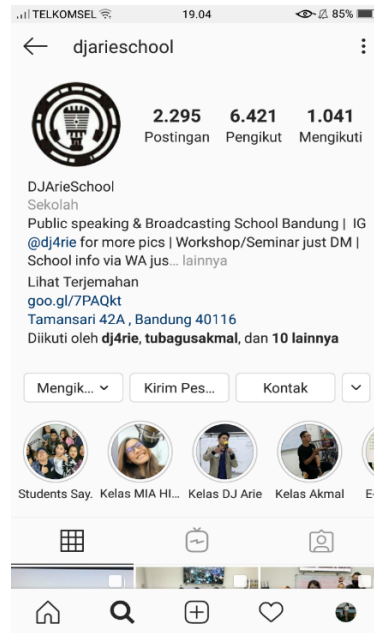 TELKOMSEL 19.04 85%
djarieschool
2.295 6.421 1.041
Postingan Pengikut Mengikuti
DJArieSchool
Sekolah
Public speaking & Broadcasting School Bandung | IG
@dj4rie for more pics | Workshop/Seminar just DM |
School info via WA jus... lainnya
Lihat Terjemahan
goo.gl/7PAQkt
Tamansari 42A , Bandung 40116
Diikuti oleh dj4rie, tubagusakmal, dan 10 lainnya
Mengik... Kirim Pes... Kontak
Students Say. Kelas MIA HI... Kelas DJ Arie Kelas Akmal E-